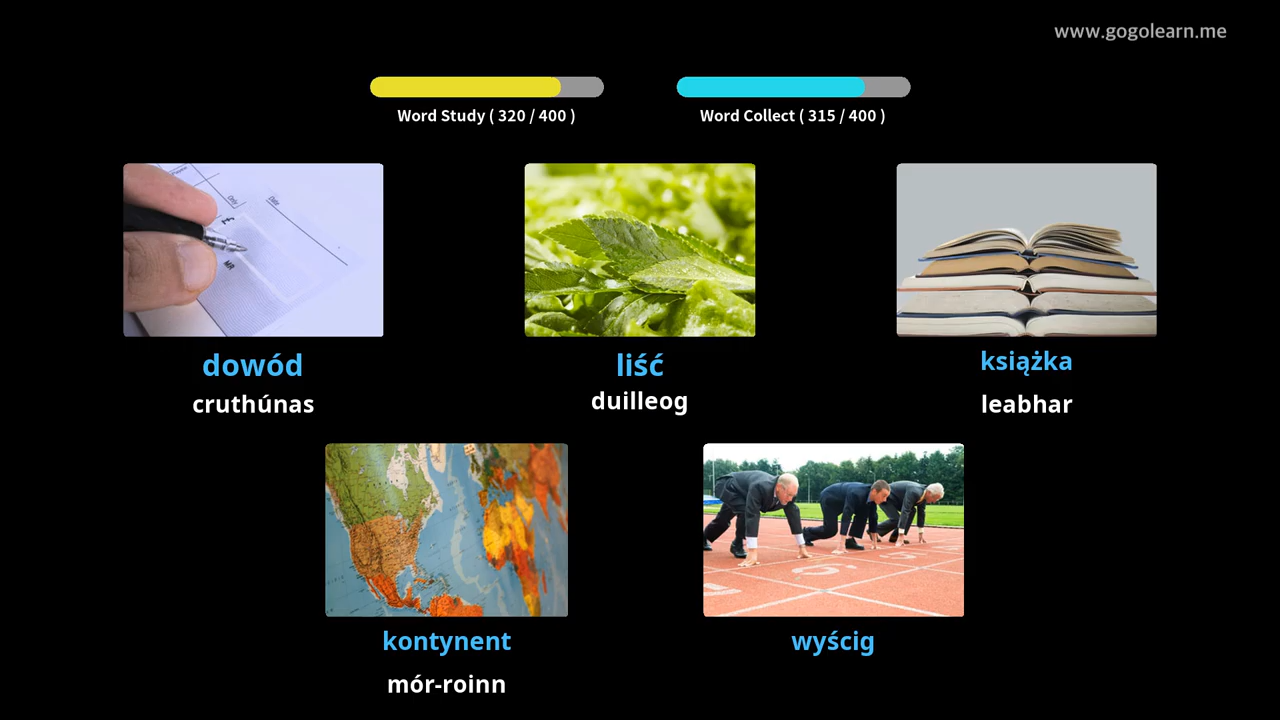 www.gogolearn.me
Word Study ( 320 / 400 )
Word Collect ( 315 / 400 )
dowód
cruthúnas
liść
duilleog
książka
leabhar
kontynent
mór-roinn
wyścig